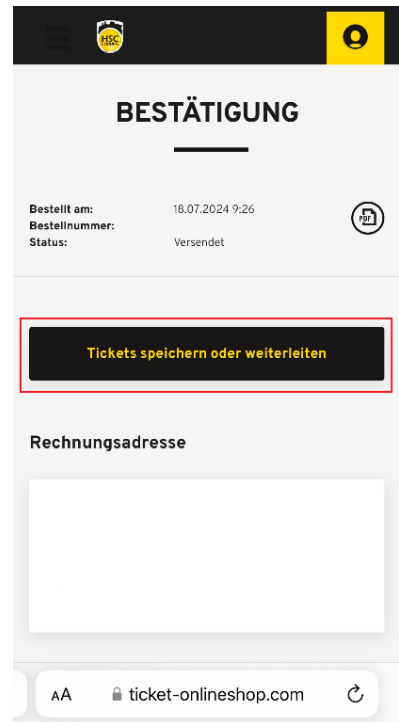 HSC
BESTÄTIGUNG
Bestellt am: 18.07.2024 9:26
Bestellnummer:
Status: Versendet
PDF
Tickets speichern oder weiterleiten
Rechnungsadresse
AA ticket-onlineshop.com